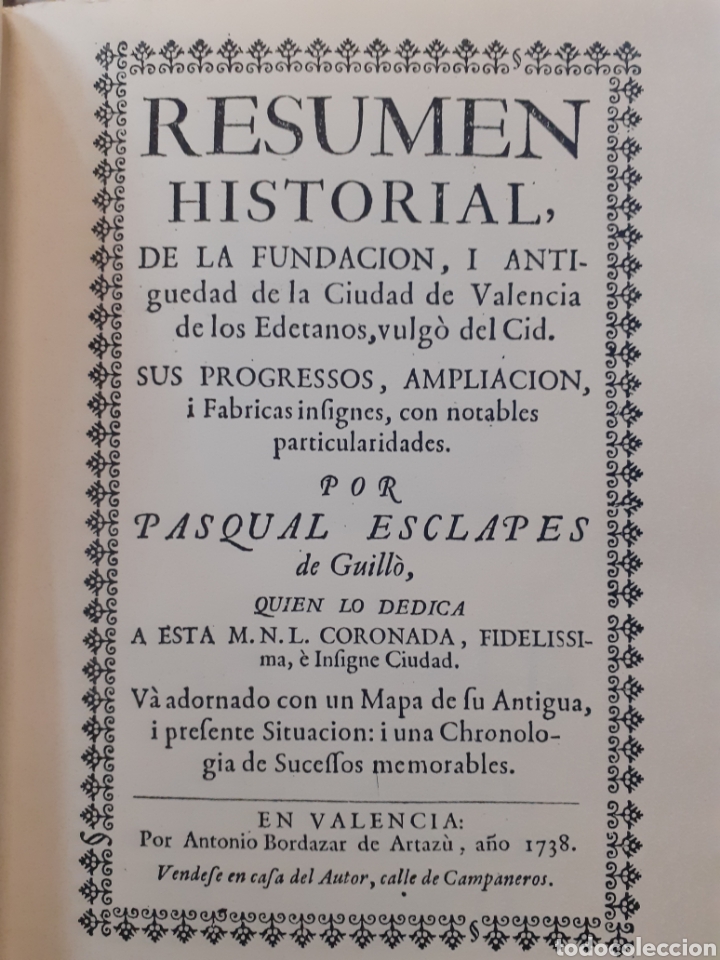 RESUMEN
HISTORIAL,
DE LA FUNDACION, I ANTI-
guedad de la Ciudad de Valencia
de los Edetanos, vulgò del Cid.
SUS PROGRESSOS, AMPLIACION,
i Fabricas inſignes, con notables
particularidades.
POR
PASQUAL ESCLAPES
de Guillò,
QUIEN LO DEDICA
A ESTA M. N. L. CORONADA, FIDELISSI-
ma, è Inſigne Ciudad.
Và adornado con un Mapa de ſu Antigua,
i preſente Situacion: i una Chronolo-
gia de Suceſſos memorables.
EN VALENCIA:
Por Antonio Bordazar de Artazù, año 1738.
Vendeſe en caſa del Autor, calle de Campaneros.
todocoleccion